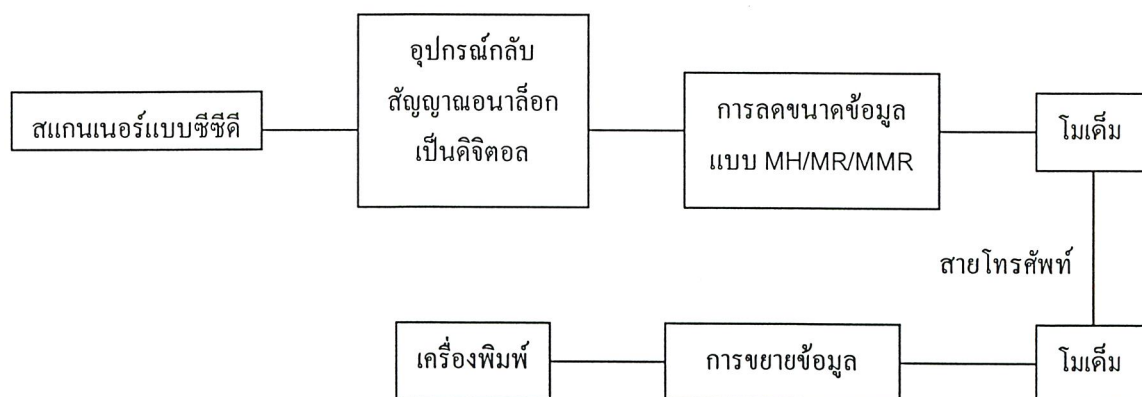 สแกนเนอร์แบบซีซีดี
อุปกรณ์กลับ
สัญญาณอนาล็อก
เป็นดิจิตอล
การลดขนาดข้อมูล
แบบ MH/MR/MMR
โมเด็ม
สายโทรศัพท์
เครื่องพิมพ์
การขยายข้อมูล
โมเด็ม